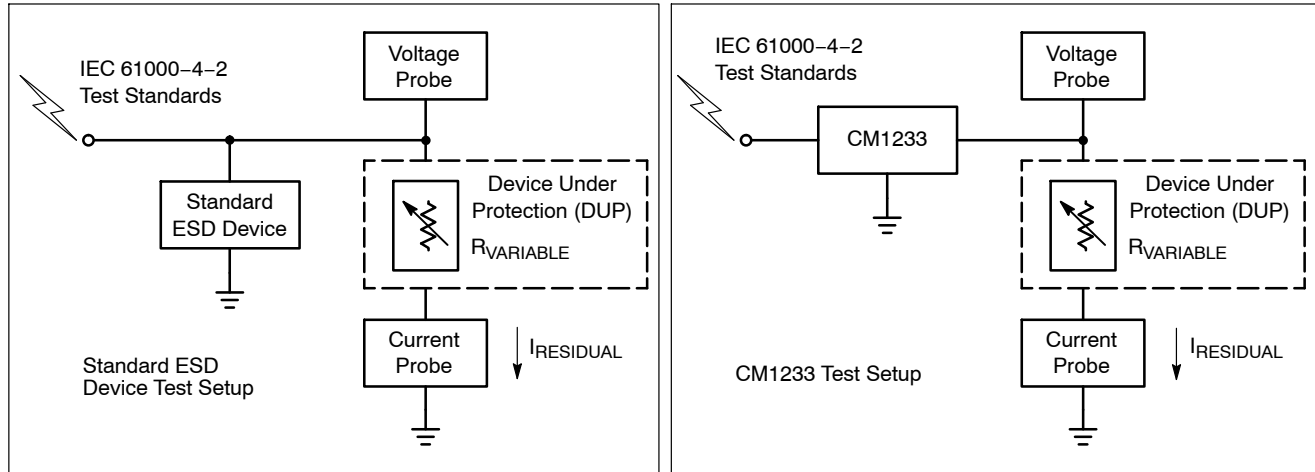 IEC 61000−4−2
Test Standards
Voltage
Probe
Standard
ESD Device
Device Under
Protection (DUP)
RVARIABLE
Current
Probe
IRESIDUAL
Standard ESD
Device Test Setup
IEC 61000−4−2
Test Standards
Voltage
Probe
CM1233
Device Under
Protection (DUP)
RVARIABLE
Current
Probe
IRESIDUAL
CM1233 Test Setup